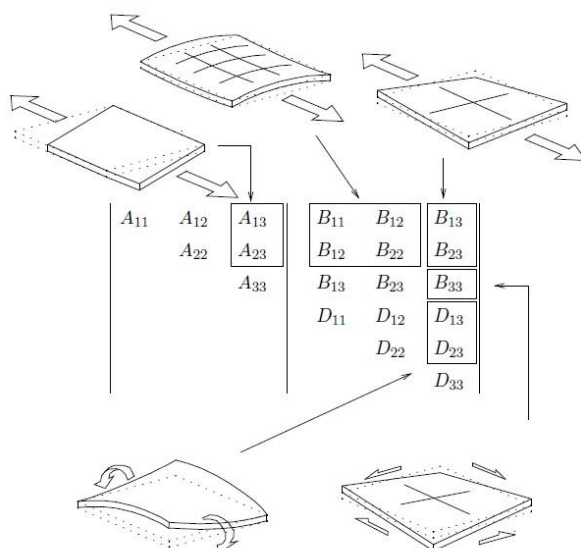 A₁₁ A₁₂ A₁₃ B₁₁ B₁₂ B₁₃
A₂₂ A₂₃ B₁₂ B₂₂ B₂₃
A₃₃ B₁₃ B₂₃ B₃₃
D₁₁ D₁₂ D₁₃
D₂₂ D₂₃
D₃₃